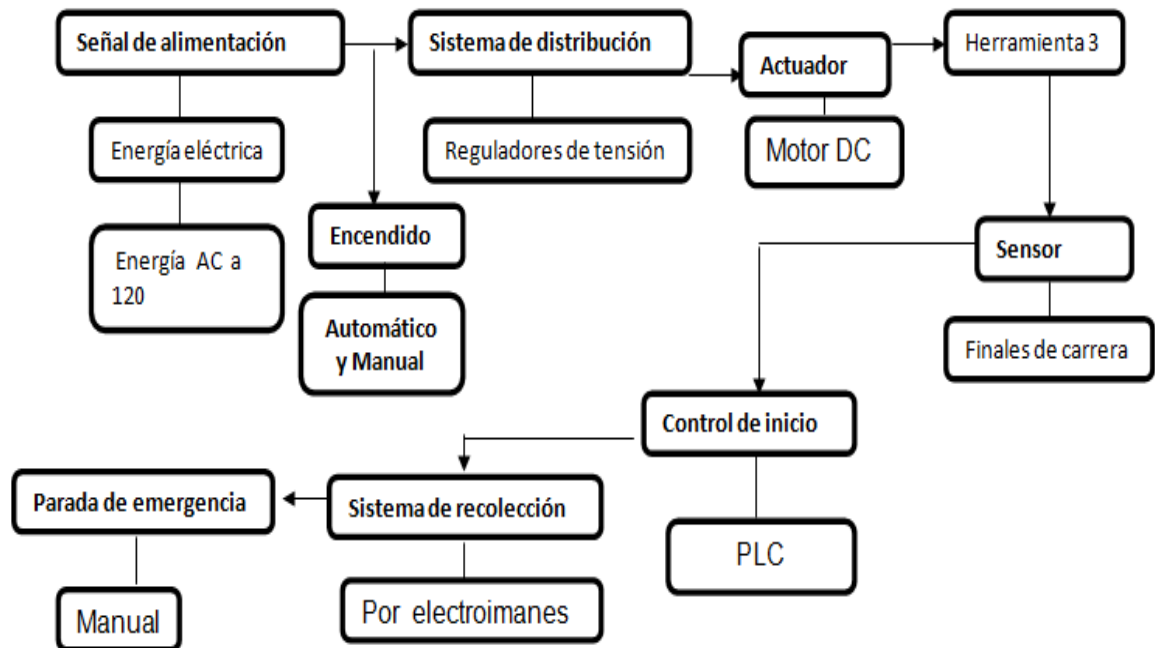 Señal de alimentación
Sistema de distribución
Actuador
Herramienta 3
Energía eléctrica
Reguladores de tensión
Motor DC
Energía AC a
120
Encendido
Automático
y Manual
Sensor
Finales de carrera
Control de inicio
PLC
Sistema de recolección
Por electroimanes
Parada de emergencia
Manual